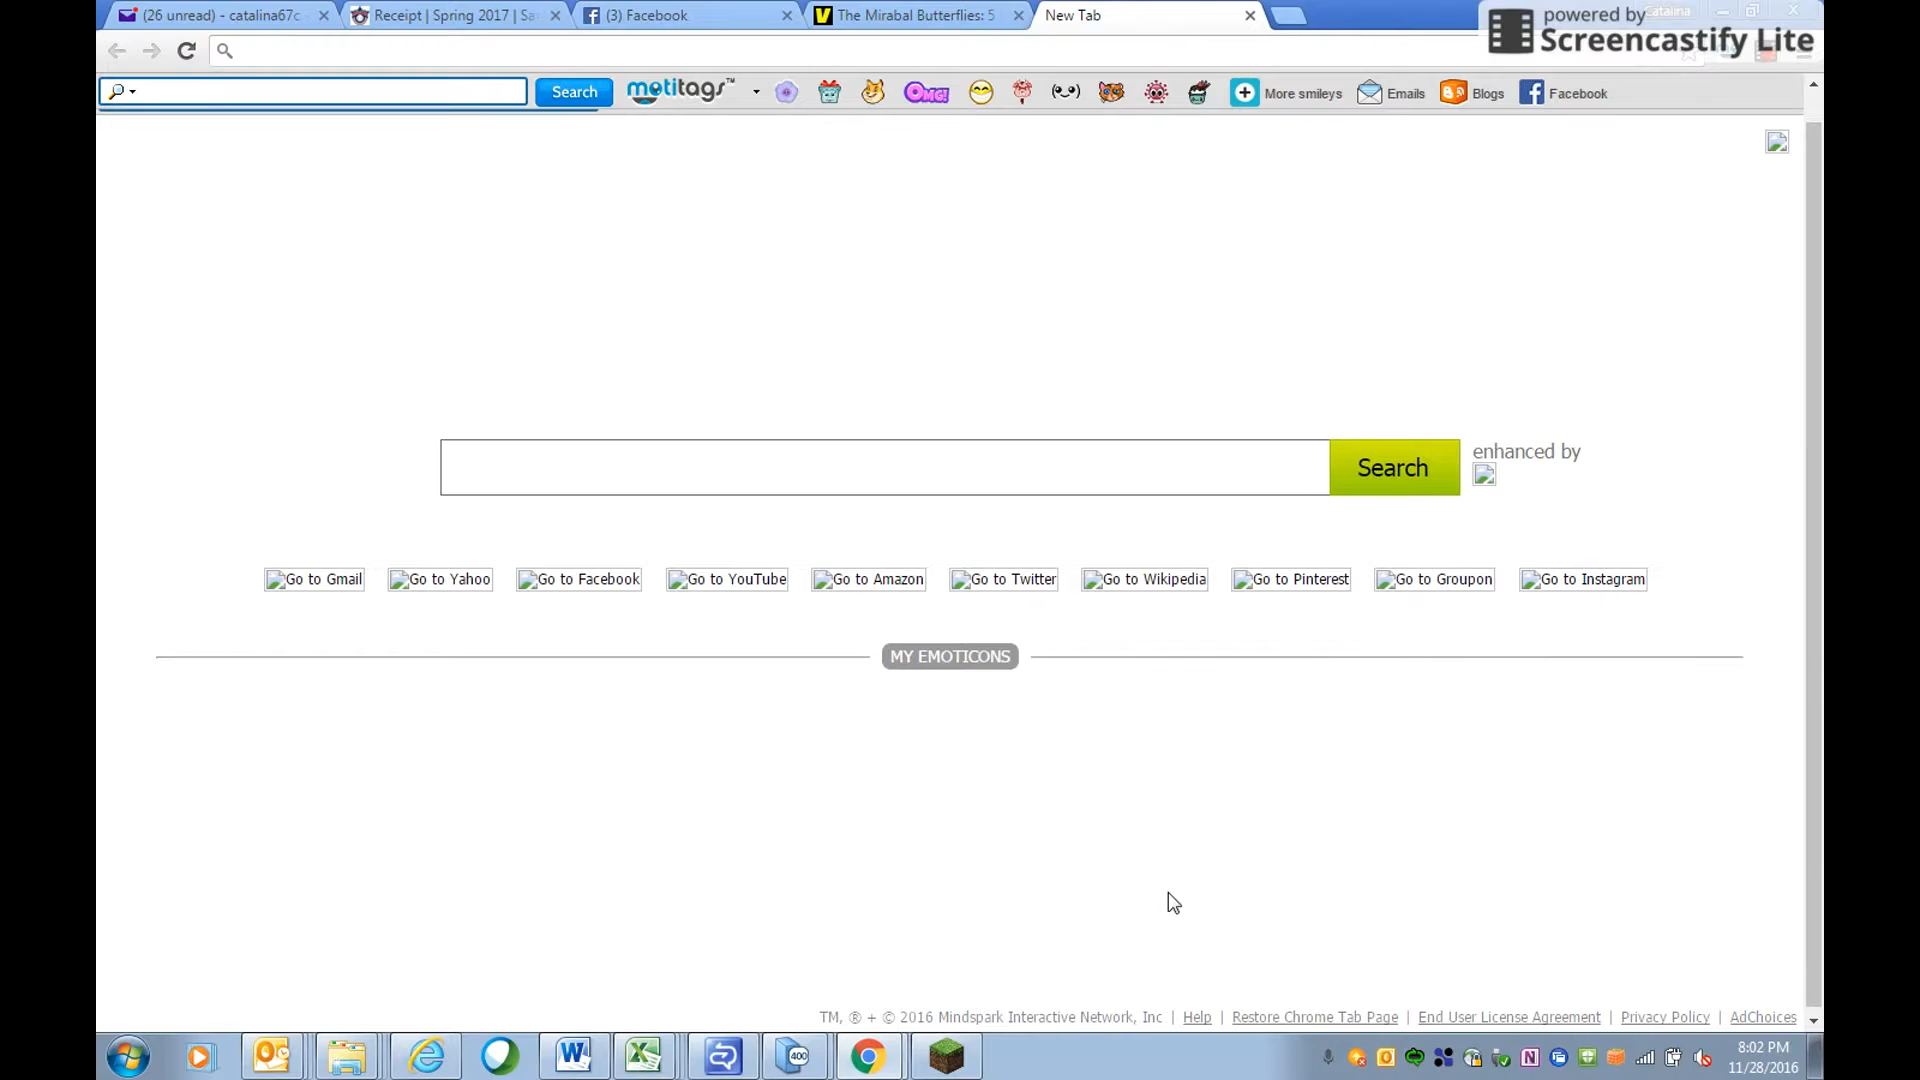 (26 unread) - catalina67c
Receipt | Spring 2017 | Sa
(3) Facebook
The Mirabal Butterflies: 5
New Tab
Catalina
powered by
Screencastify Lite
Search
motitags™
OMG!
More smileys
Emails
Blogs
Facebook
Search
enhanced by
Go to Gmail
Go to Yahoo
Go to Facebook
Go to YouTube
Go to Amazon
Go to Twitter
Go to Wikipedia
Go to Pinterest
Go to Groupon
Go to Instagram
MY EMOTICONS
TM, ® + © 2016 Mindspark Interactive Network, Inc | Help | Restore Chrome Tab Page | End User License Agreement | Privacy Policy | AdChoices
400
8:02 PM
11/28/2016